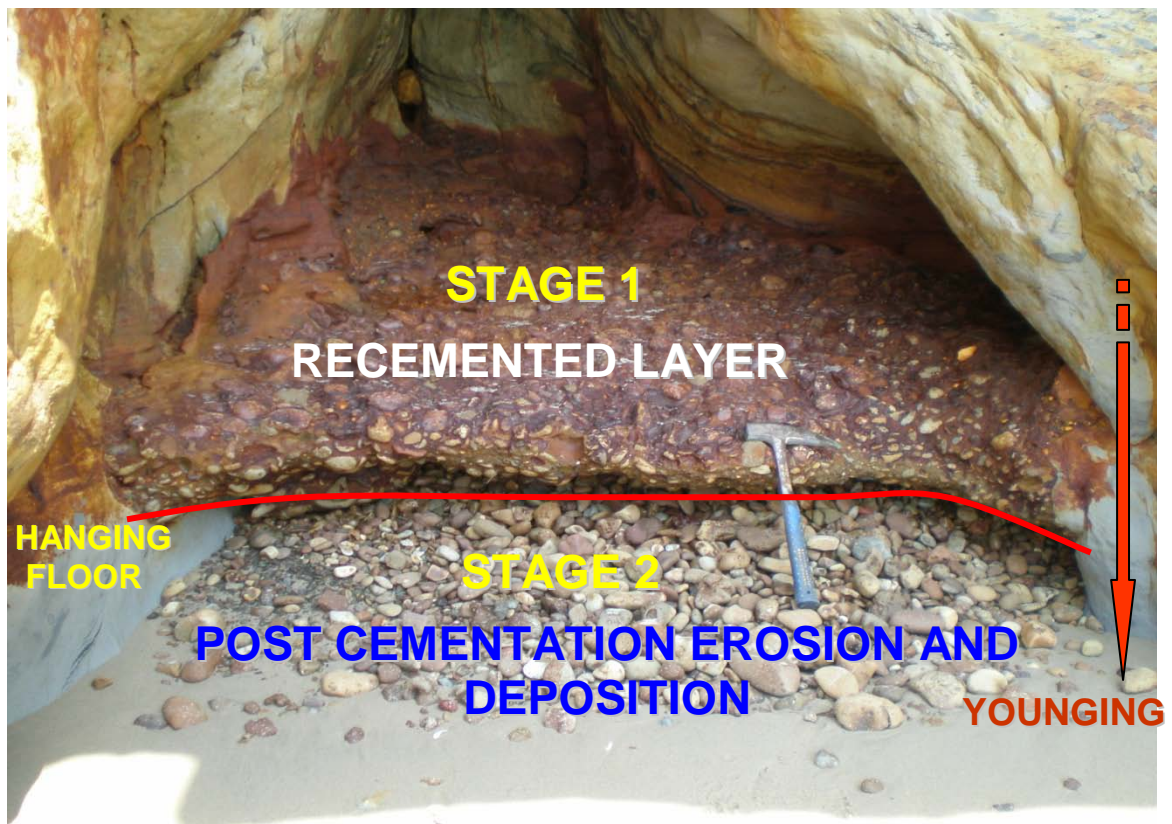 STAGE 1
RECEMENTED LAYER
HANGING
FLOOR
STAGE 2
POST CEMENTATION EROSION AND
DEPOSITION
YOUNGING